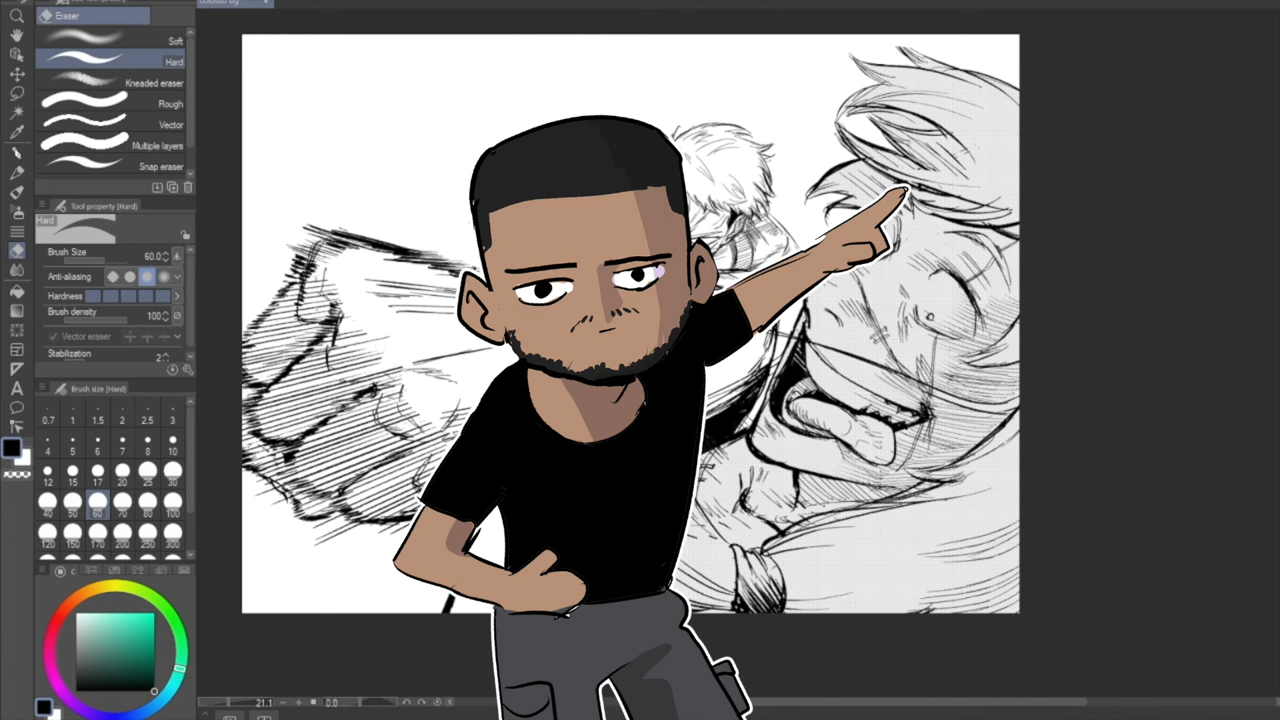 Eraser
Soft
Hard
Kneaded eraser
Rough
Vector
Multiple layers
Snap eraser
Tool property [Hard]
Hard
Brush Size 60.0
Anti-aliasing
Hardness
Brush density 100
Vector eraser
Stabilization 2
Brush size [Hard]
0.7 1 1.5 2 2.5 3
4 5 6 7 8 10
12 15 17 20 25 30
40 50 60 70 80 100
120 150 170 200 250 300
21.1 0.0